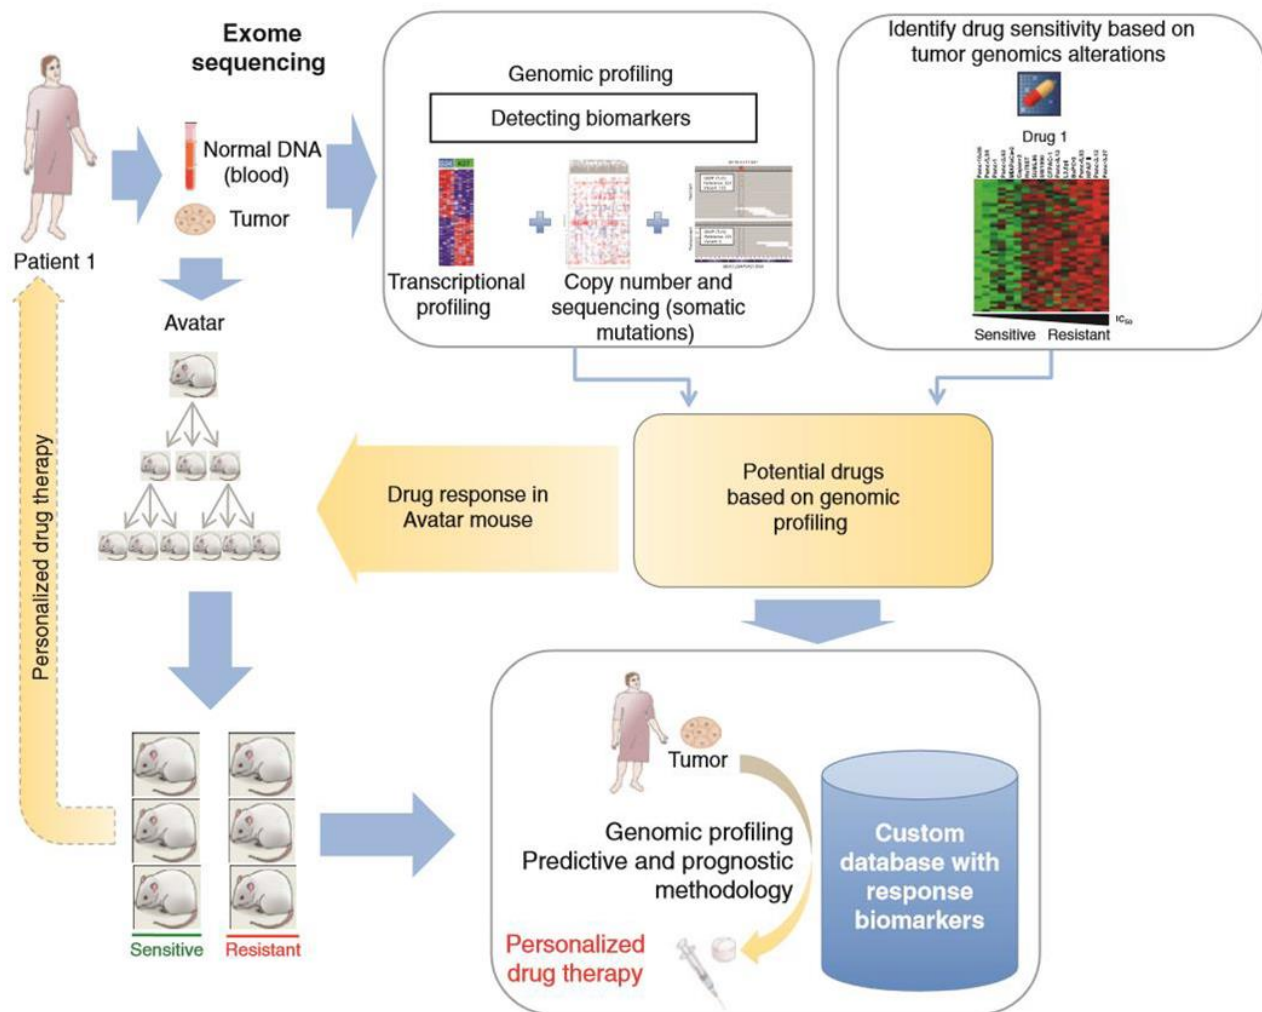 Exome
sequencing
Normal DNA
(blood)
Tumor
Patient 1
Genomic profiling
Detecting biomarkers
Transcriptional
profiling
Copy number and
sequencing (somatic
mutations)
Identify drug sensitivity based on
tumor genomics alterations
Drug 1
IC50
Sensitive
Resistant
Avatar
Personalized drug therapy
Drug response in
Avatar mouse
Potential drugs
based on genomic
profiling
Sensitive
Resistant
Tumor
Genomic profiling
Predictive and prognostic
methodology
Personalized
drug therapy
Custom
database with
response
biomarkers